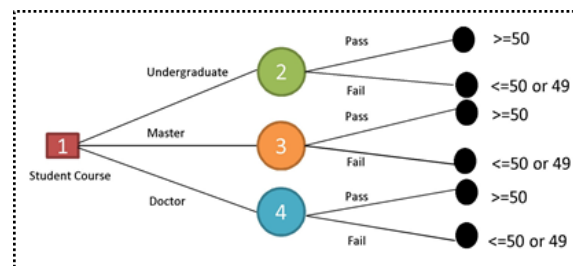 Pass
>=50
Undergraduate
2
Fail
<=50 or 49
Pass
>=50
1
Master
3
Student Course
Fail
<=50 or 49
Doctor
4
Pass
>=50
Fail
<=50 or 49